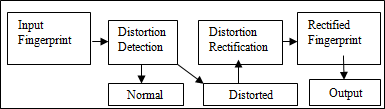 Input
Fingerprint
Distortion
Detection
Distortion
Rectification
Rectified
Fingerprint
Normal
Distorted
Output